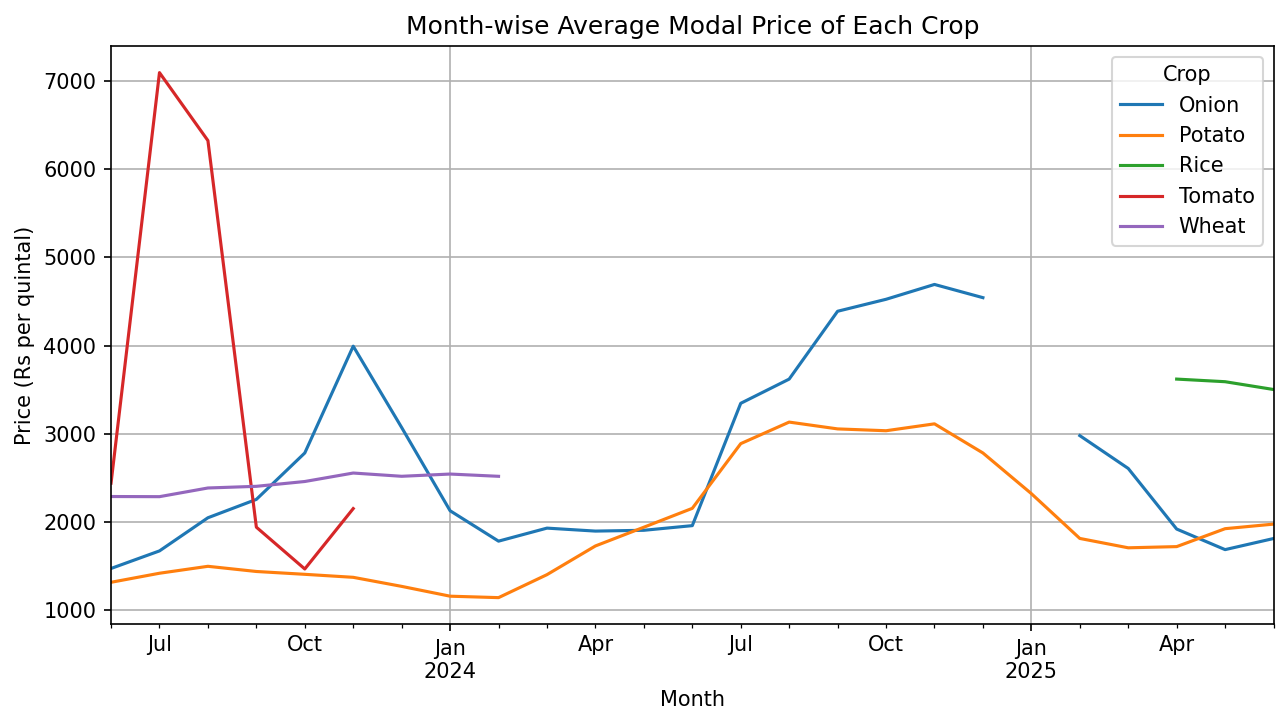 Month-wise Average Modal Price of Each Crop
Crop
Onion
Potato
Rice
Tomato
Wheat
Price (Rs per quintal)
7000
6000
5000
4000
3000
2000
1000
Jul
Oct
Jan
2024
Apr
Jul
Oct
Jan
2025
Apr
Month